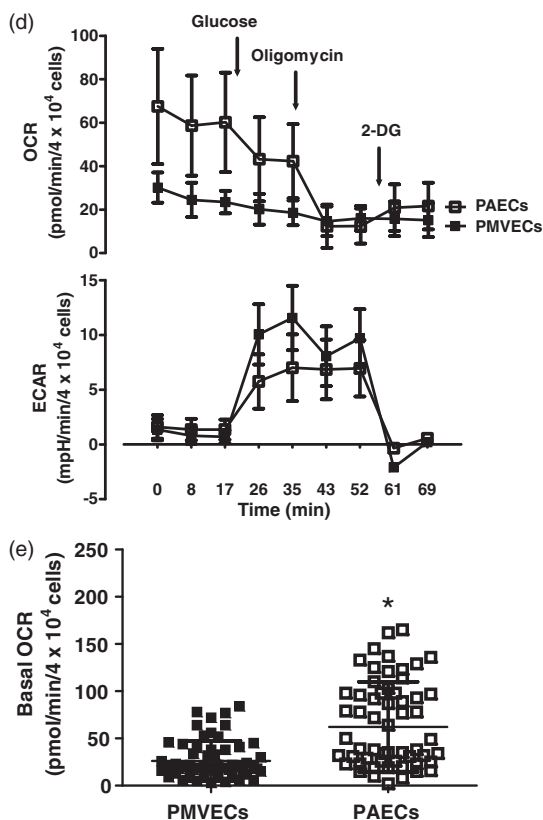 (d)
Glucose
Oligomycin
2-DG
100
80
60
40
20
0
OCR
(pmol/min/4 x 10⁴ cells)
PAECs
PMVECs
15
10
5
0
-5
ECAR
(mpH/min/4 x 10⁴ cells)
0 8 17 26 35 43 52 61 69
Time (min)
(e)
250
200
150
100
50
0
Basal OCR
(pmol/min/4 x 10⁴ cells)
*
PMVECs PAECs